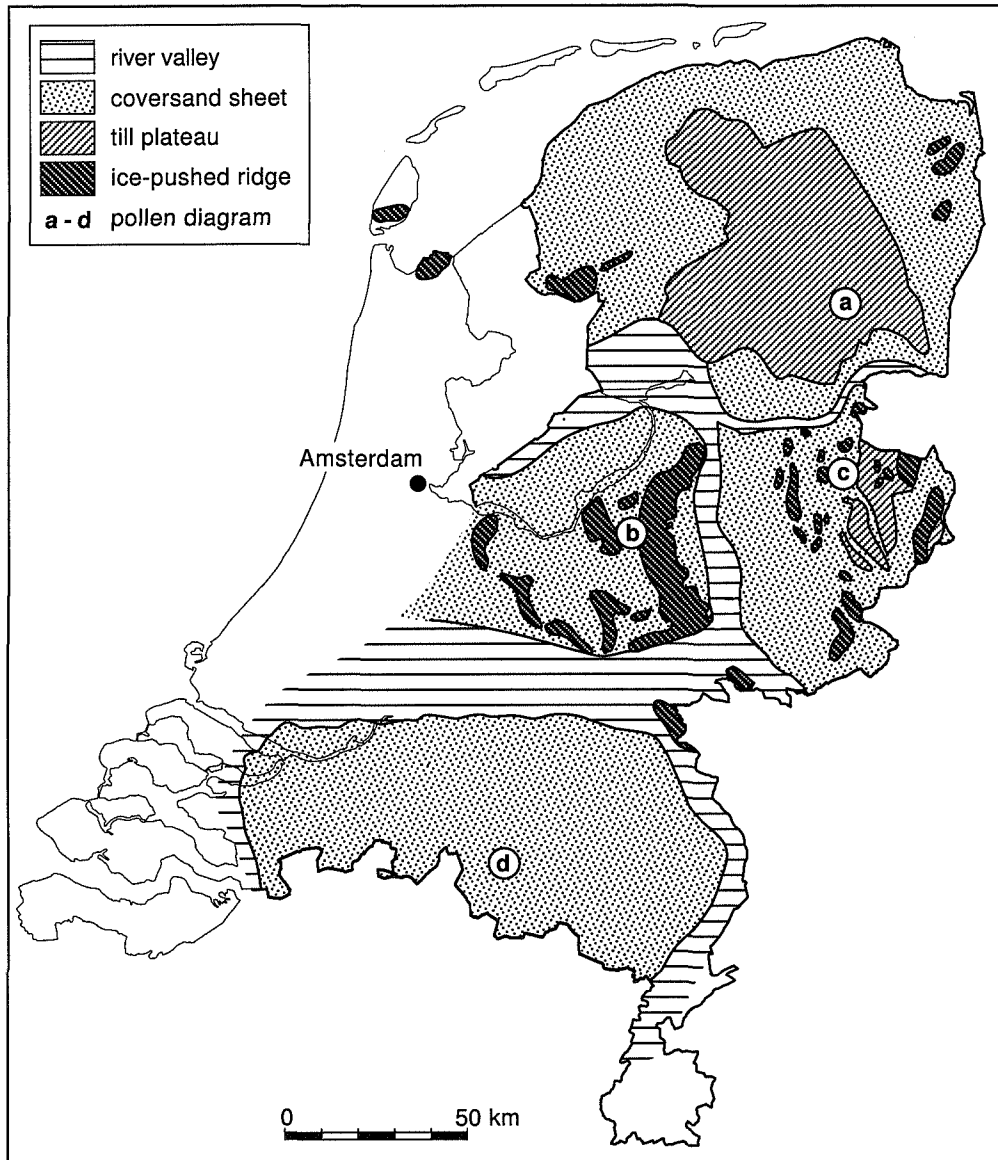 river valley
coversand sheet
till plateau
ice-pushed ridge
a - d pollen diagram
a
Amsterdam
c
b
d
0 50 km